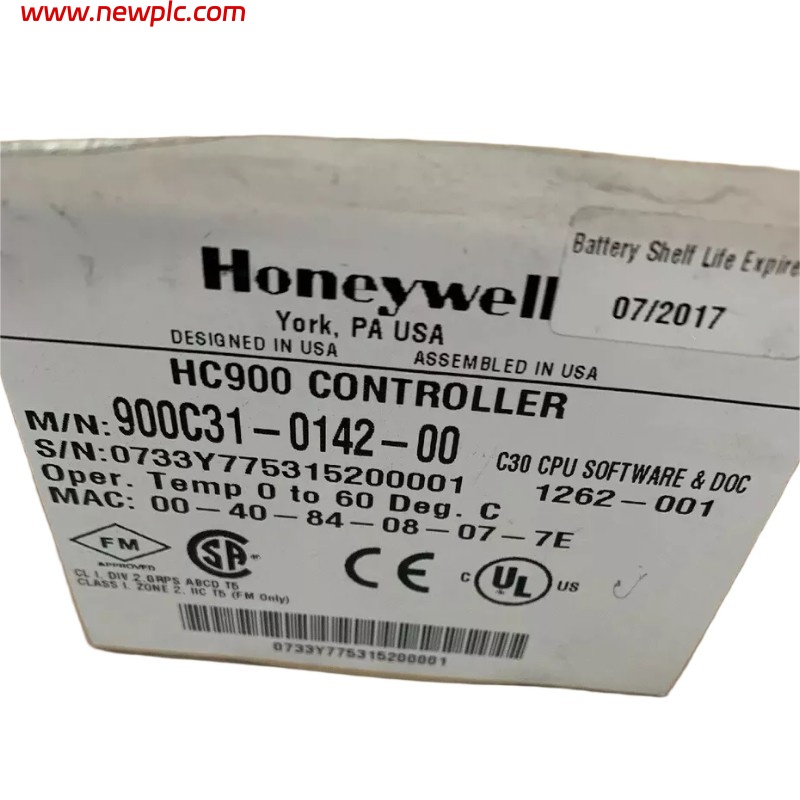 www.newplc.com
Battery Shelf Life Expire
07/2017
Honeywell
York, PA USA
DESIGNED IN USA ASSEMBLED IN USA
HC900 CONTROLLER
M/N: 900C31-0142-00
C30 CPU SOFTWARE & DOC
S/N: 0733Y775315200001
1262-001
Oper. Temp 0 to 60 Deg. C
MAC: 00-40-84-08-07-7E
FM
APPROVED
SA
CE
C UL US
CL I, DIV 2 GRPS ABCD T5
CLASS I, ZONE 2, IIC T5 (FM Only)
0733Y775315200001